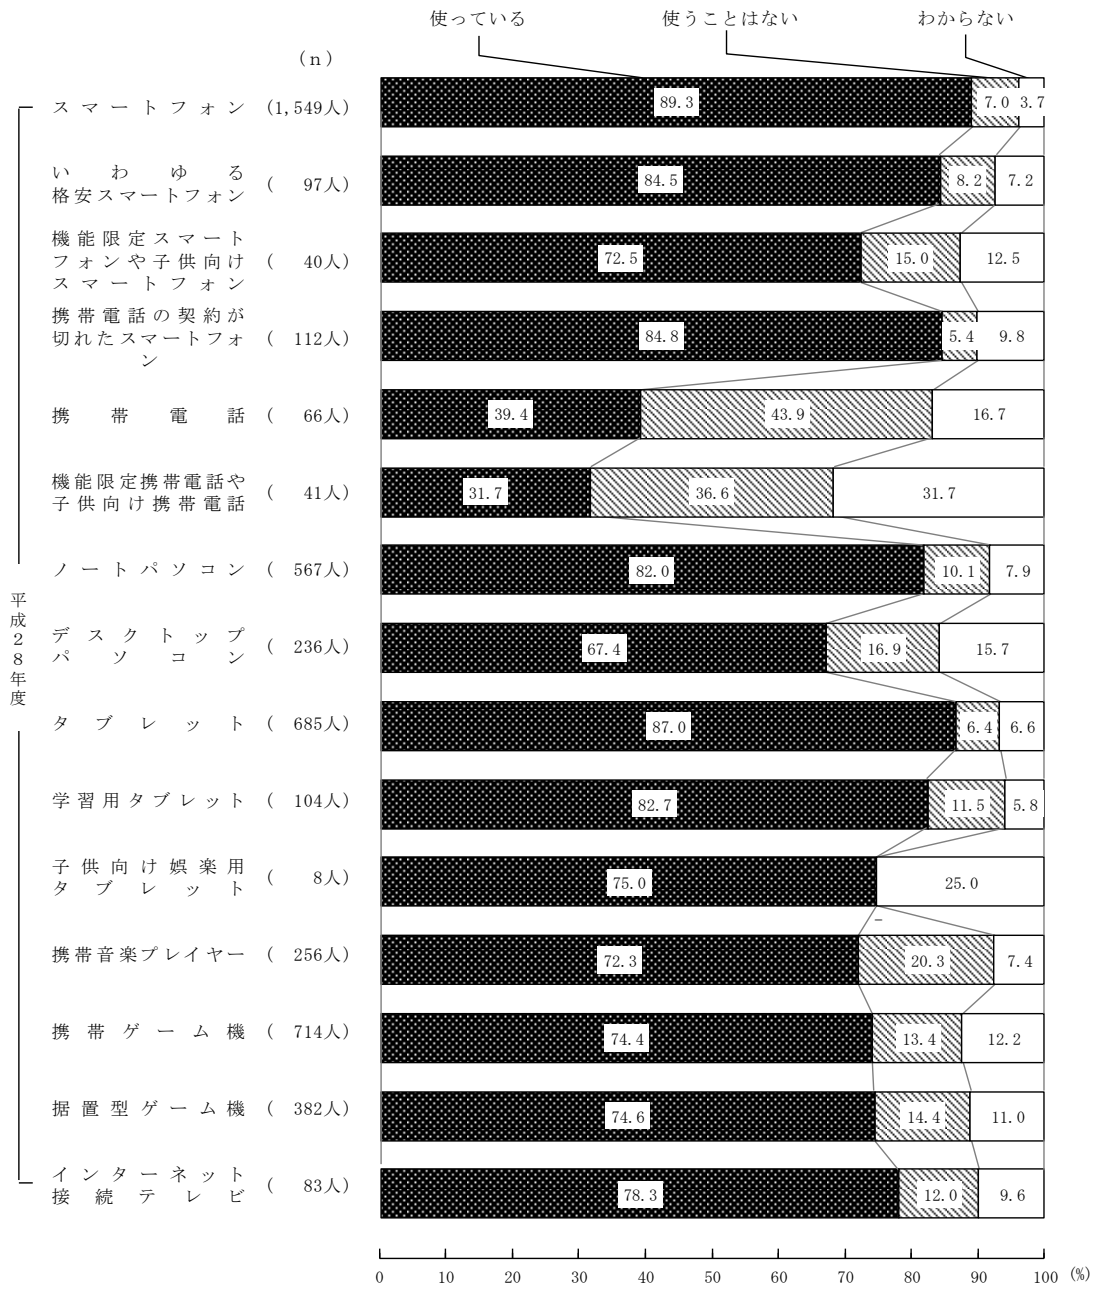 使っている 使うことはない わからない
(n)
スマートフォン (1,549人) 89.3 7.0 3.7
いわゆる
格安スマートフォン ( 97人) 84.5 8.2 7.2
機能限定スマート
フォンや子供向け ( 40人) 72.5 15.0 12.5
スマートフォン
携帯電話の契約が
切れたスマートフォ ( 112人) 84.8 5.4 9.8
ン
携帯電話 ( 66人) 39.4 43.9 16.7
機能限定携帯電話や
子供向け携帯電話 ( 41人) 31.7 36.6 31.7
ノートパソコン ( 567人) 82.0 10.1 7.9
平成28年度
デスクトップ
パソコン ( 236人) 67.4 16.9 15.7
タブレット ( 685人) 87.0 6.4 6.6
学習用タブレット ( 104人) 82.7 11.5 5.8
子供向け娯楽用
タブレット ( 8人) 75.0 25.0
－
携帯音楽プレイヤー ( 256人) 72.3 20.3 7.4
携帯ゲーム機 ( 714人) 74.4 13.4 12.2
据置型ゲーム機 ( 382人) 74.6 14.4 11.0
インターネット
接続テレビ ( 83人) 78.3 12.0 9.6
0 10 20 30 40 50 60 70 80 90 100 (%)